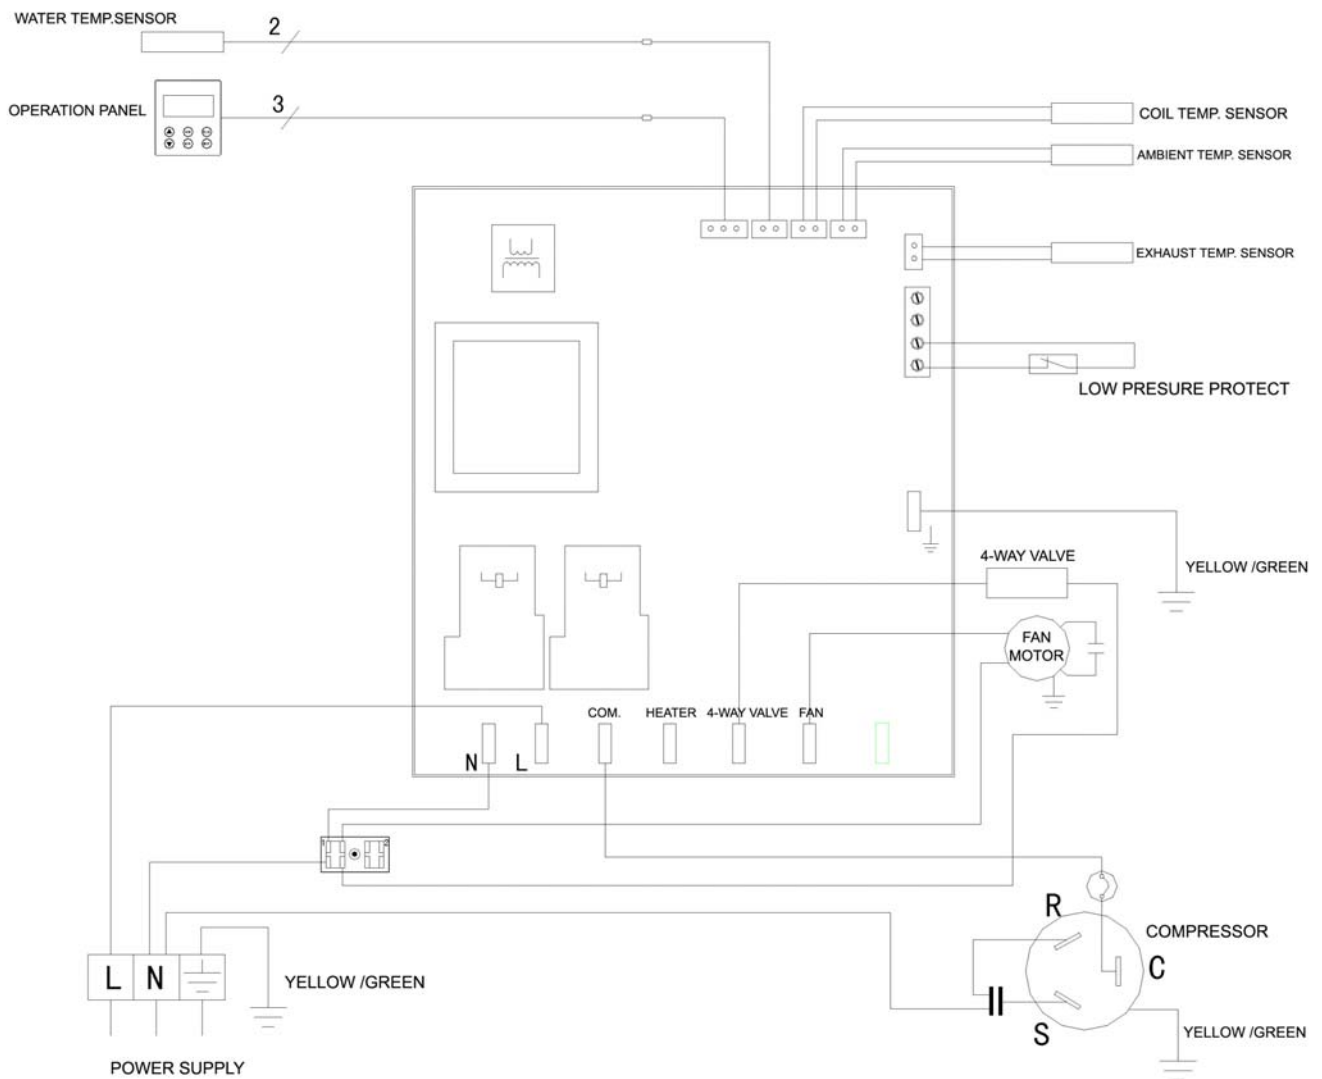 WATER TEMP.SENSOR
2
OPERATION PANEL
3
COIL TEMP. SENSOR
AMBIENT TEMP. SENSOR
EXHAUST TEMP. SENSOR
LOW PRESURE PROTECT
4-WAY VALVE
YELLOW /GREEN
FAN
MOTOR
COM.
HEATER
4-WAY VALVE
FAN
N
L
1
2
R
COMPRESSOR
C
L
N
YELLOW /GREEN
S
YELLOW /GREEN
POWER SUPPLY